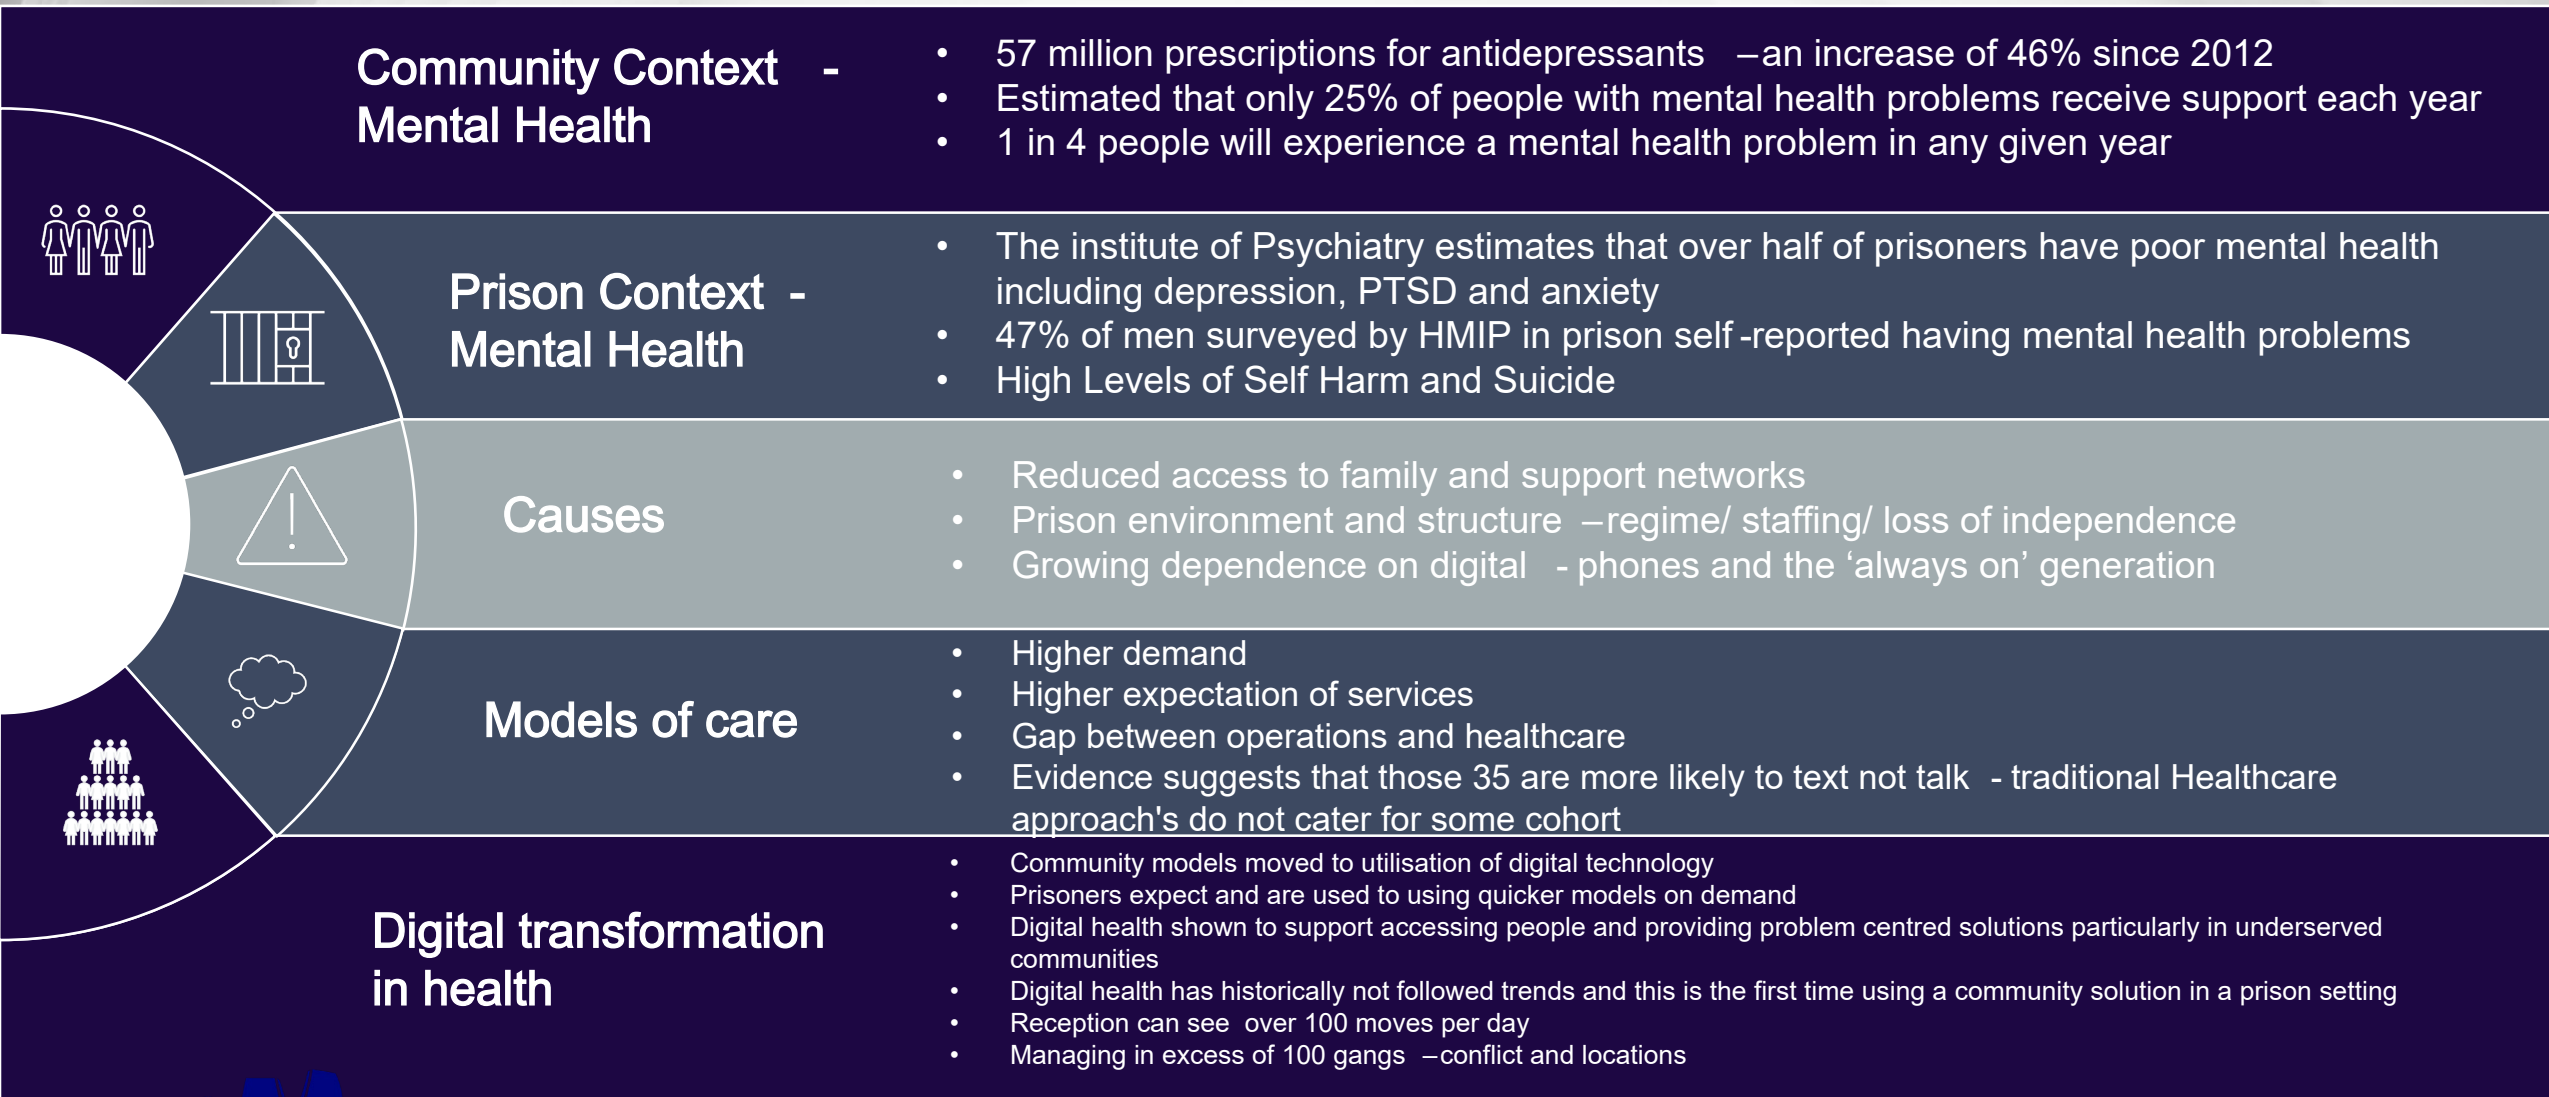 Community Context -
Mental Health
• 57 million prescriptions for antidepressants –an increase of 46% since 2012
• Estimated that only 25% of people with mental health problems receive support each year
• 1 in 4 people will experience a mental health problem in any given year
Prison Context -
Mental Health
• The institute of Psychiatry estimates that over half of prisoners have poor mental health
including depression, PTSD and anxiety
• 47% of men surveyed by HMIP in prison self -reported having mental health problems
• High Levels of Self Harm and Suicide
Causes
• Reduced access to family and support networks
• Prison environment and structure –regime/ staffing/ loss of independence
• Growing dependence on digital - phones and the ‘always on’ generation
Models of care
• Higher demand
• Higher expectation of services
• Gap between operations and healthcare
• Evidence suggests that those 35 are more likely to text not talk - traditional Healthcare
approach's do not cater for some cohort
Digital transformation
in health
• Community models moved to utilisation of digital technology
• Prisoners expect and are used to using quicker models on demand
• Digital health shown to support accessing people and providing problem centred solutions particularly in underserved
communities
• Digital health has historically not followed trends and this is the first time using a community solution in a prison setting
• Reception can see over 100 moves per day
• Managing in excess of 100 gangs –conflict and locations